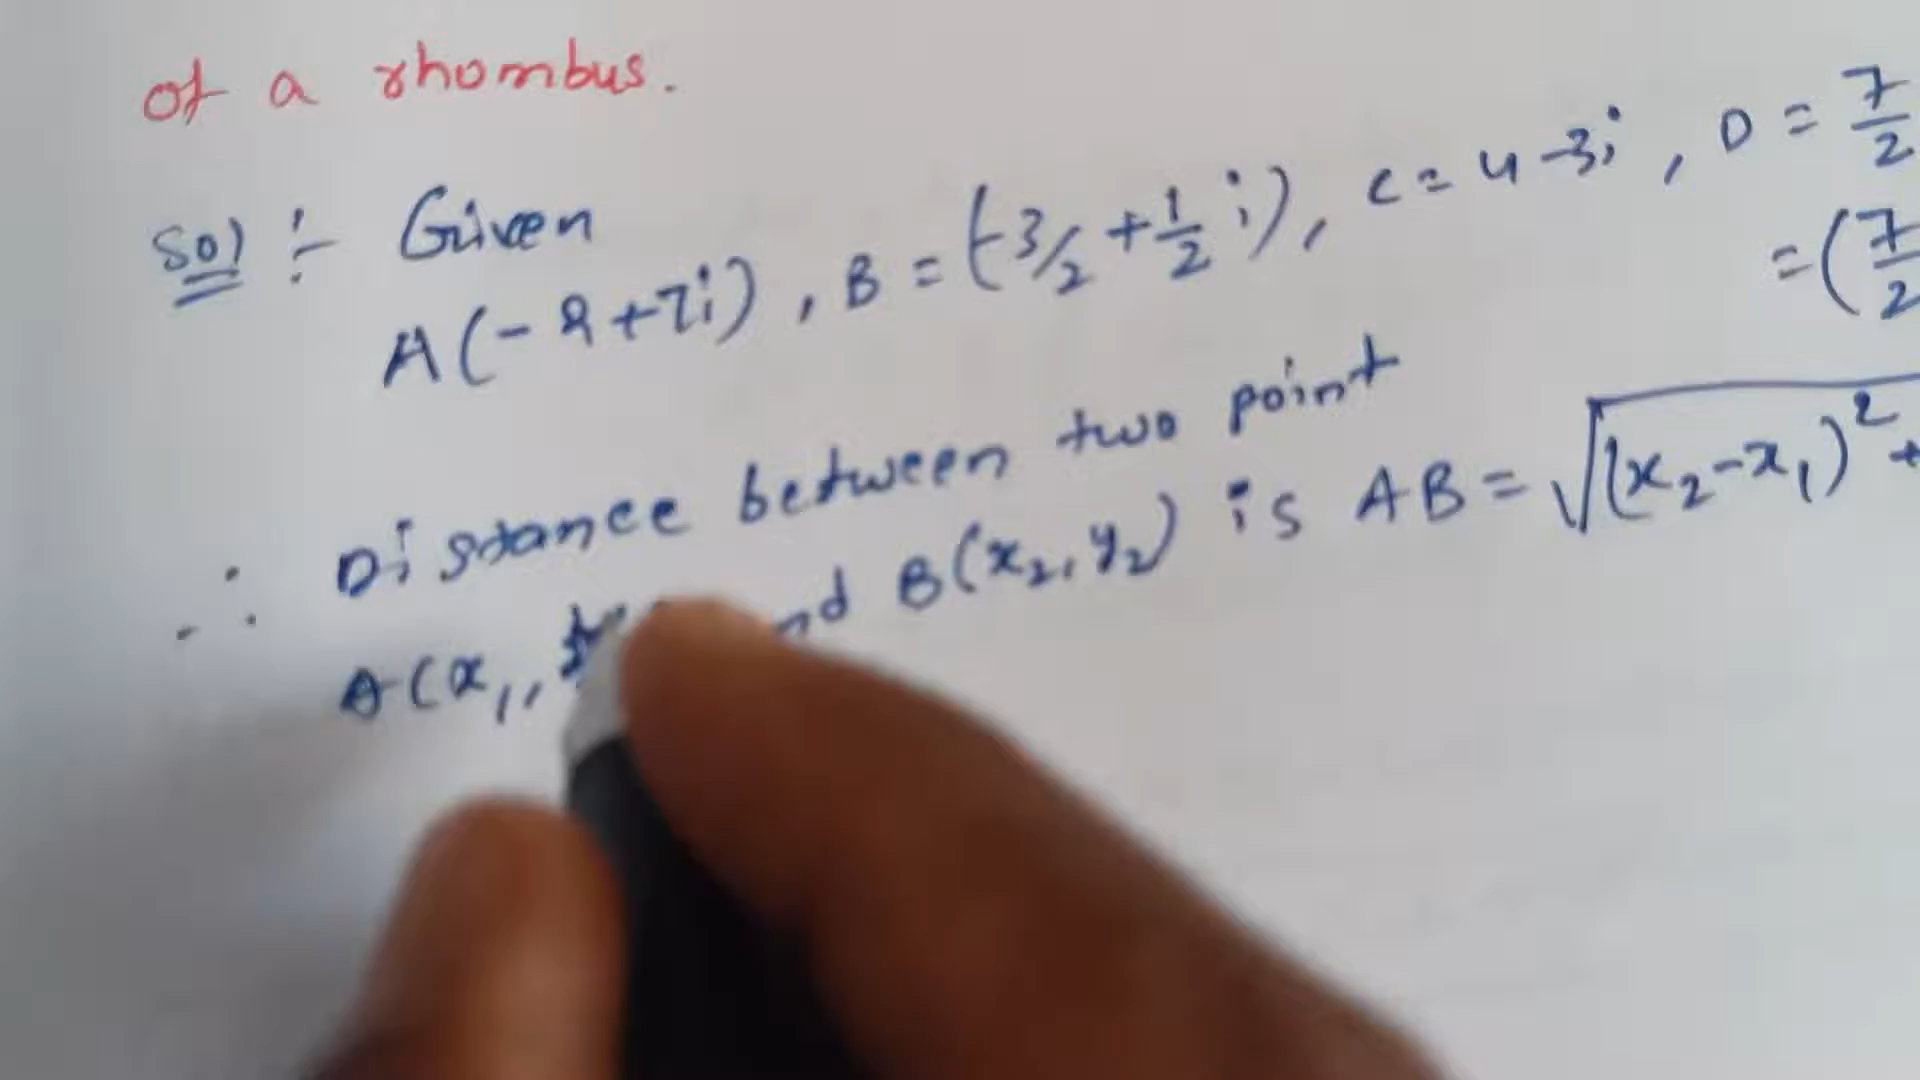 of a rhombus.
Sol :- Given
A(-2+7i), B = (-3/2 + 1/2 i), C = 4-3i, D = 7/2
= (7/2
∴ Distance between two point
A(x₁, and B(x₂, y₂) is AB = √(x₂-x₁)² +